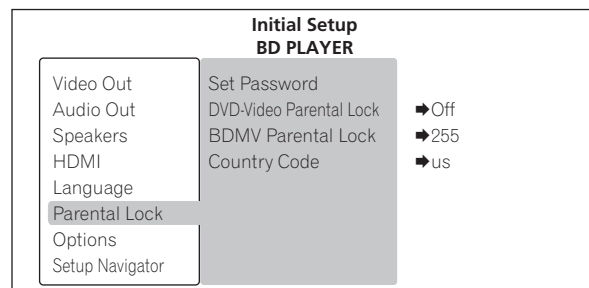 Initial Setup
BD PLAYER
Video Out
Audio Out
Speakers
HDMI
Language
Parental Lock
Options
Setup Navigator
Set Password
DVD-Video Parental Lock ➡Off
BDMV Parental Lock ➡255
Country Code ➡us